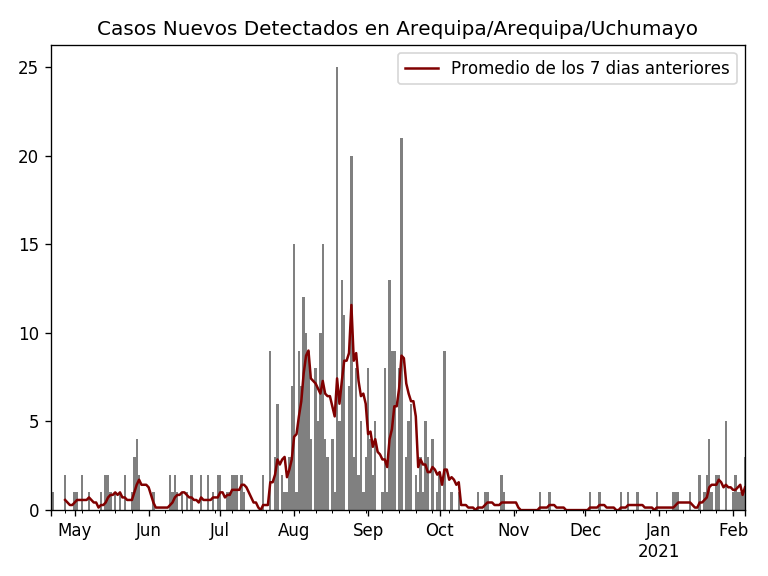 Casos Nuevos Detectados en Arequipa/Arequipa/Uchumayo
Promedio de los 7 dias anteriores
25
20
15
10
5
0
May Jun Jul Aug Sep Oct Nov Dec Jan Feb
2021